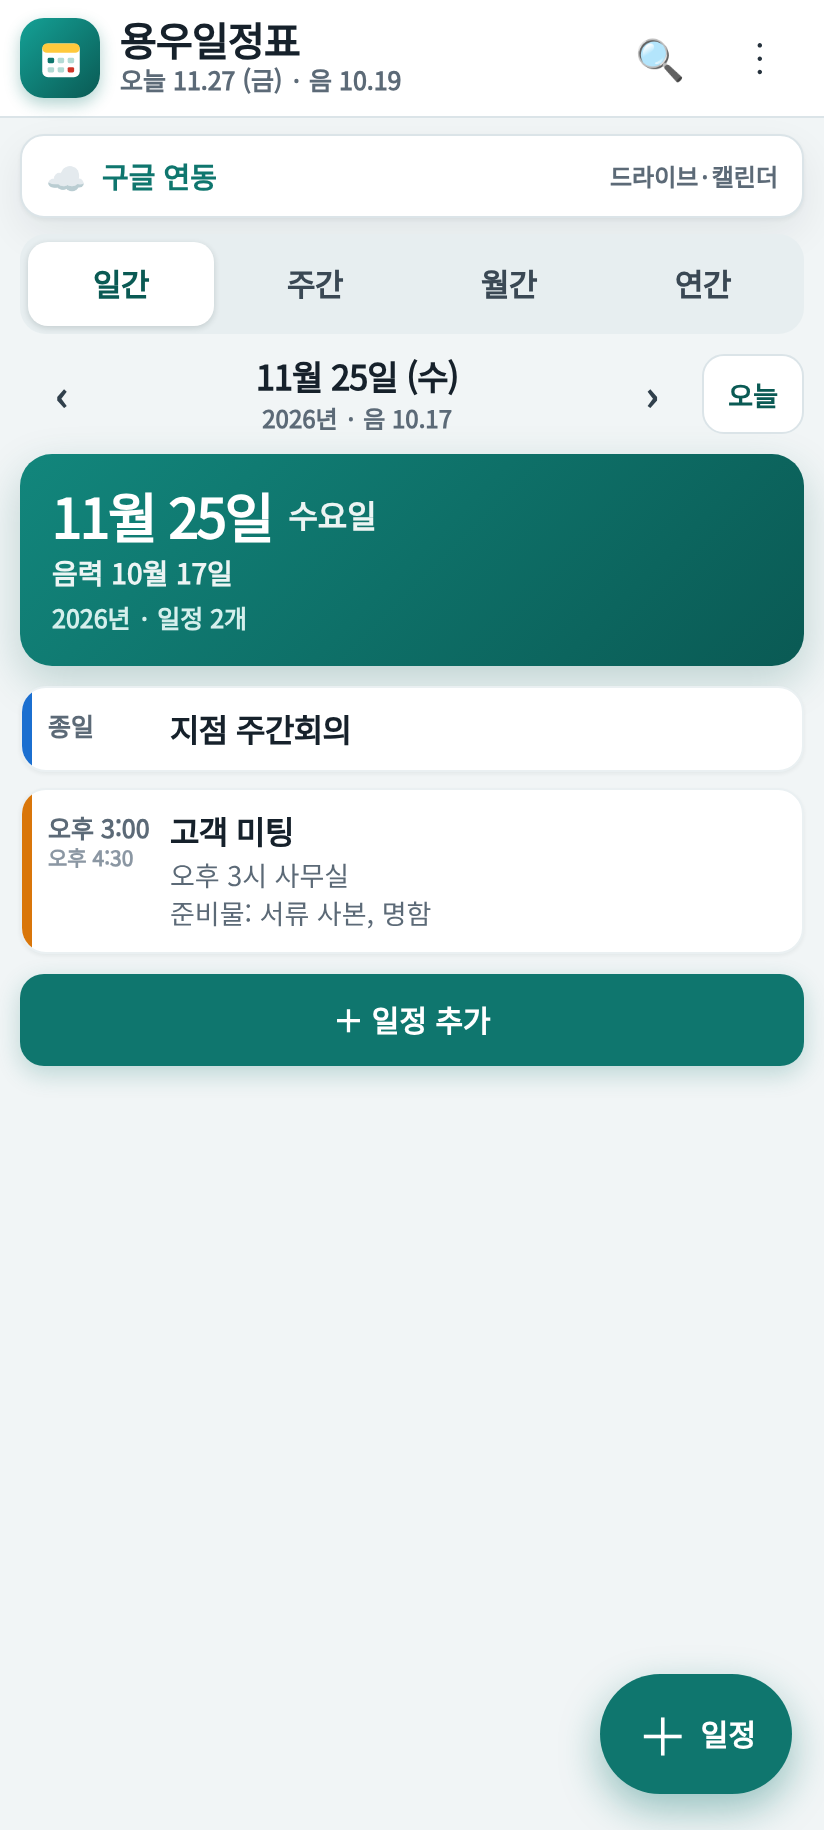 용우일정표
오늘 11.27 (금) · 음 10.19
구글 연동
드라이브·캘린더
일간
주간
월간
연간
‹
11월 25일 (수)
2026년 · 음 10.17
›
오늘
11월 25일 수요일
음력 10월 17일
2026년 · 일정 2개
종일 지점 주간회의
오후 3:00 고객 미팅
오후 4:30
오후 3시 사무실
준비물: 서류 사본, 명함
+ 일정 추가
+ 일정